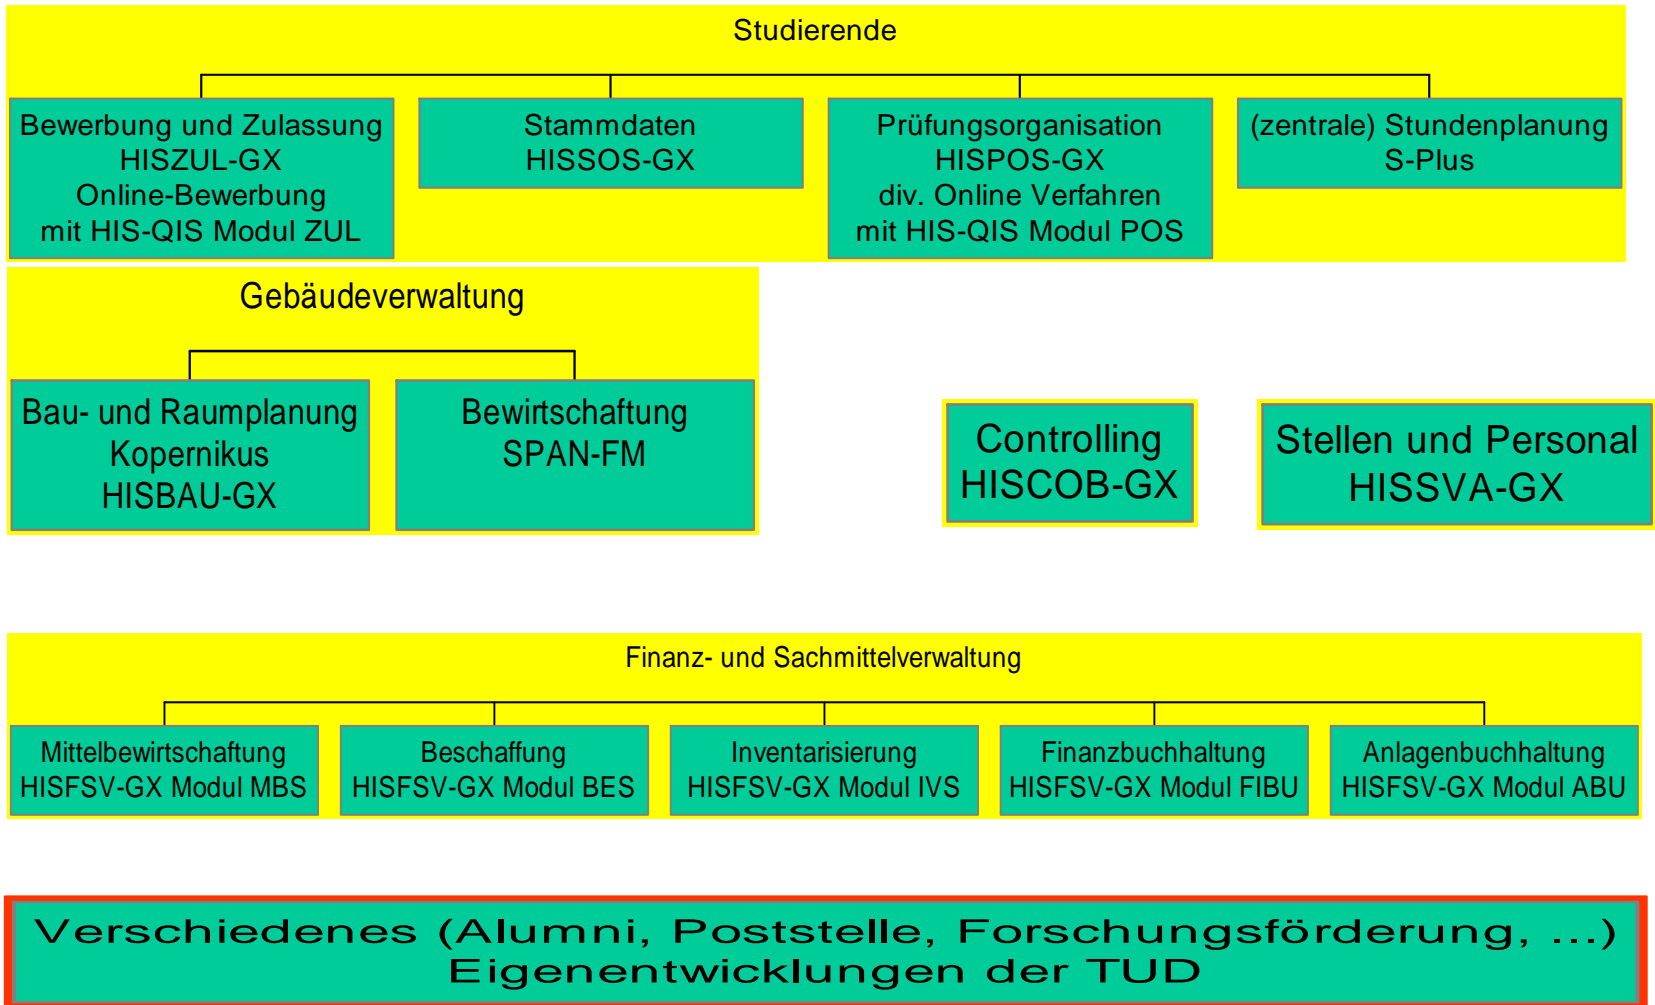 Studierende
Bewerbung und Zulassung
HISZUL-GX
Online-Bewerbung
mit HIS-QIS Modul ZUL
Stammdaten
HISSOS-GX
Prüfungsorganisation
HISPOS-GX
div. Online Verfahren
mit HIS-QIS Modul POS
(zentrale) Stundenplanung
S-Plus
Gebäudeverwaltung
Bau- und Raumplanung
Kopernikus
HISBAU-GX
Bewirtschaftung
SPAN-FM
Controlling
HISCOB-GX
Stellen und Personal
HISSVA-GX
Finanz- und Sachmittelverwaltung
Mittelbewirtschaftung
HISFSV-GX Modul MBS
Beschaffung
HISFSV-GX Modul BES
Inventarisierung
HISFSV-GX Modul IVS
Finanzbuchhaltung
HISFSV-GX Modul FIBU
Anlagenbuchhaltung
HISFSV-GX Modul ABU
Verschiedenes (Alumni, Poststelle, Forschungsförderung, ...)
Eigenentwicklungen der TUD